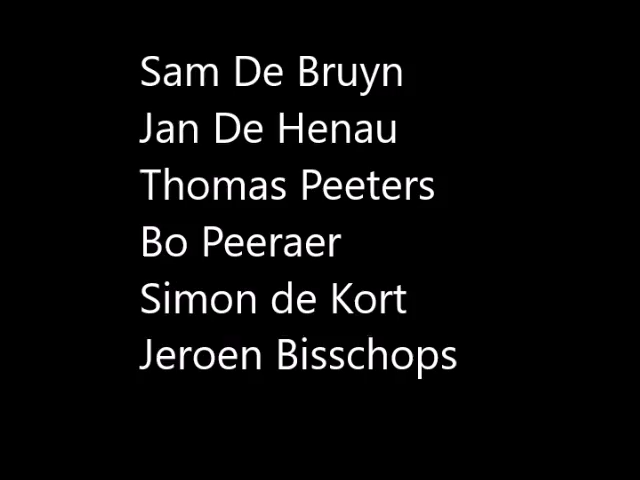 Sam De Bruyn
Jan De Henau
Thomas Peeters
Bo Peeraer
Simon de Kort
Jeroen Bisschops